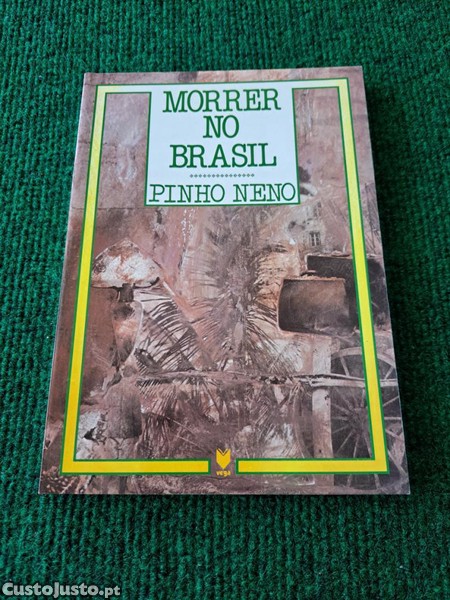 MORRER
NO
BRASIL
PINHO NENO
vega
CustoJusto.pt